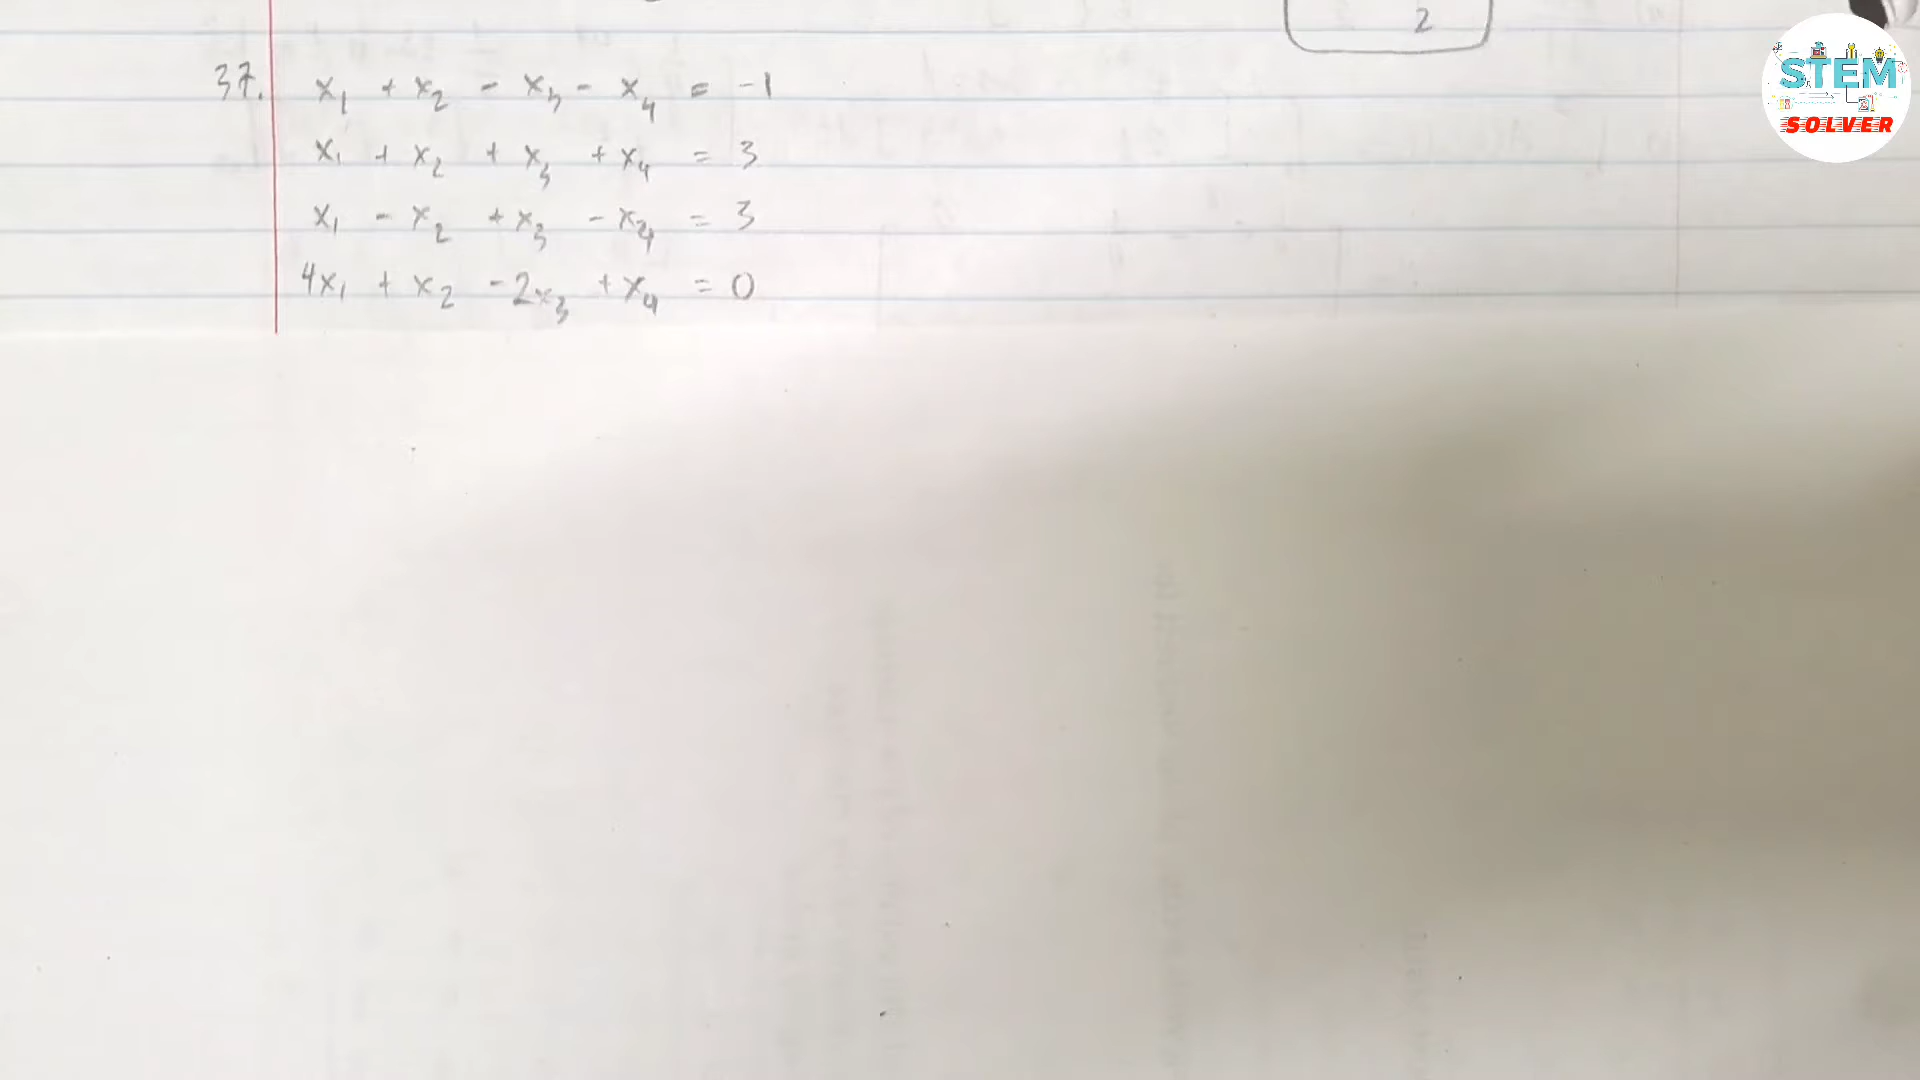 2
STEM
SOLVER
37. x₁ + x₂ - x₃ - x₄ = -1
x₁ + x₂ + x₃ + x₄ = 3
x₁ - x₂ + x₃ - x₄ = 3
4x₁ + x₂ - 2x₃ + x₄ = 0